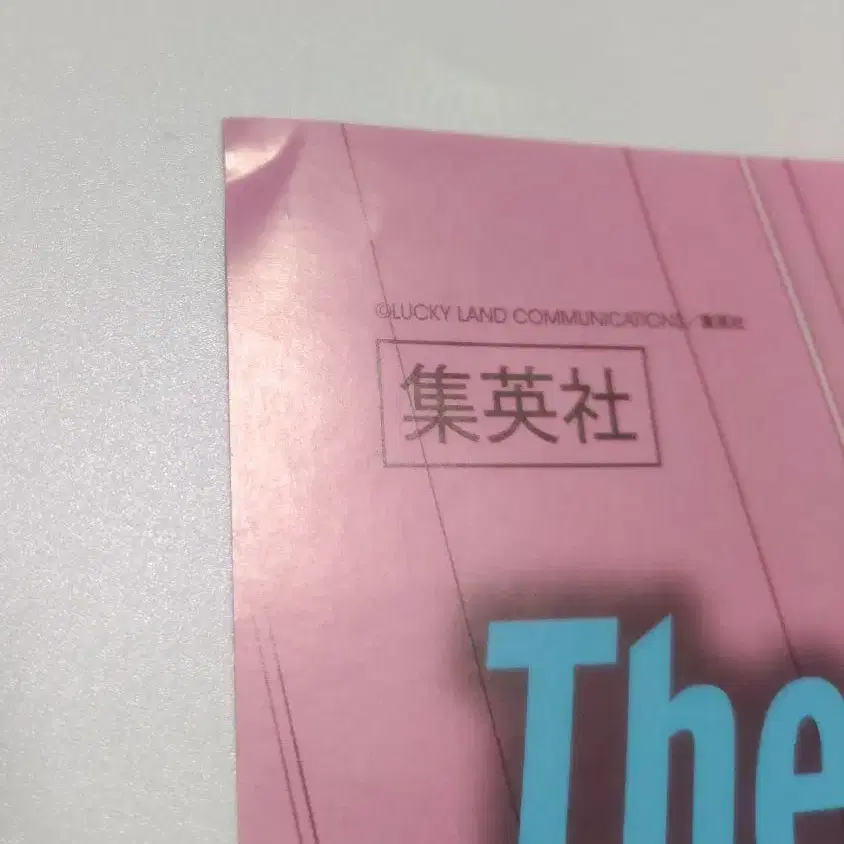 ©LUCKY LAND COMMUNICATIONS/集英社
集英社
The